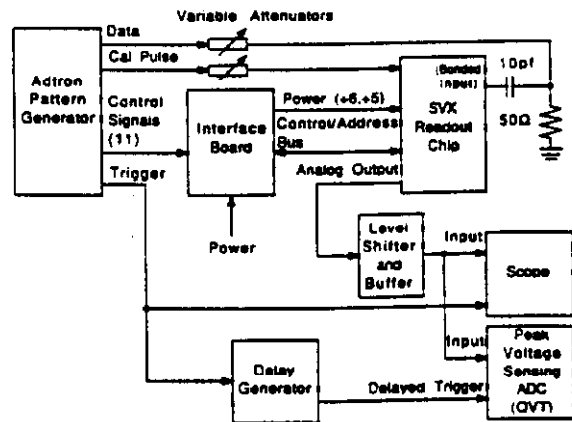 Variable Attenuators
Data
Cal Pulse
Adtron
Pattern
Generator
Control
Signals
(11)
Trigger
Interface
Board
Power
Power (+6,+5)
Control/Address
Bus
Analog Output
(Bonded
Input)
SVX
Readout
Chip
10pf
50Ω
Level
Shifter
and
Buffer
Input
Scope
Input
Peak
Voltage
Sensing
ADC
(QVT)
Delay
Generator
Delayed Trigger